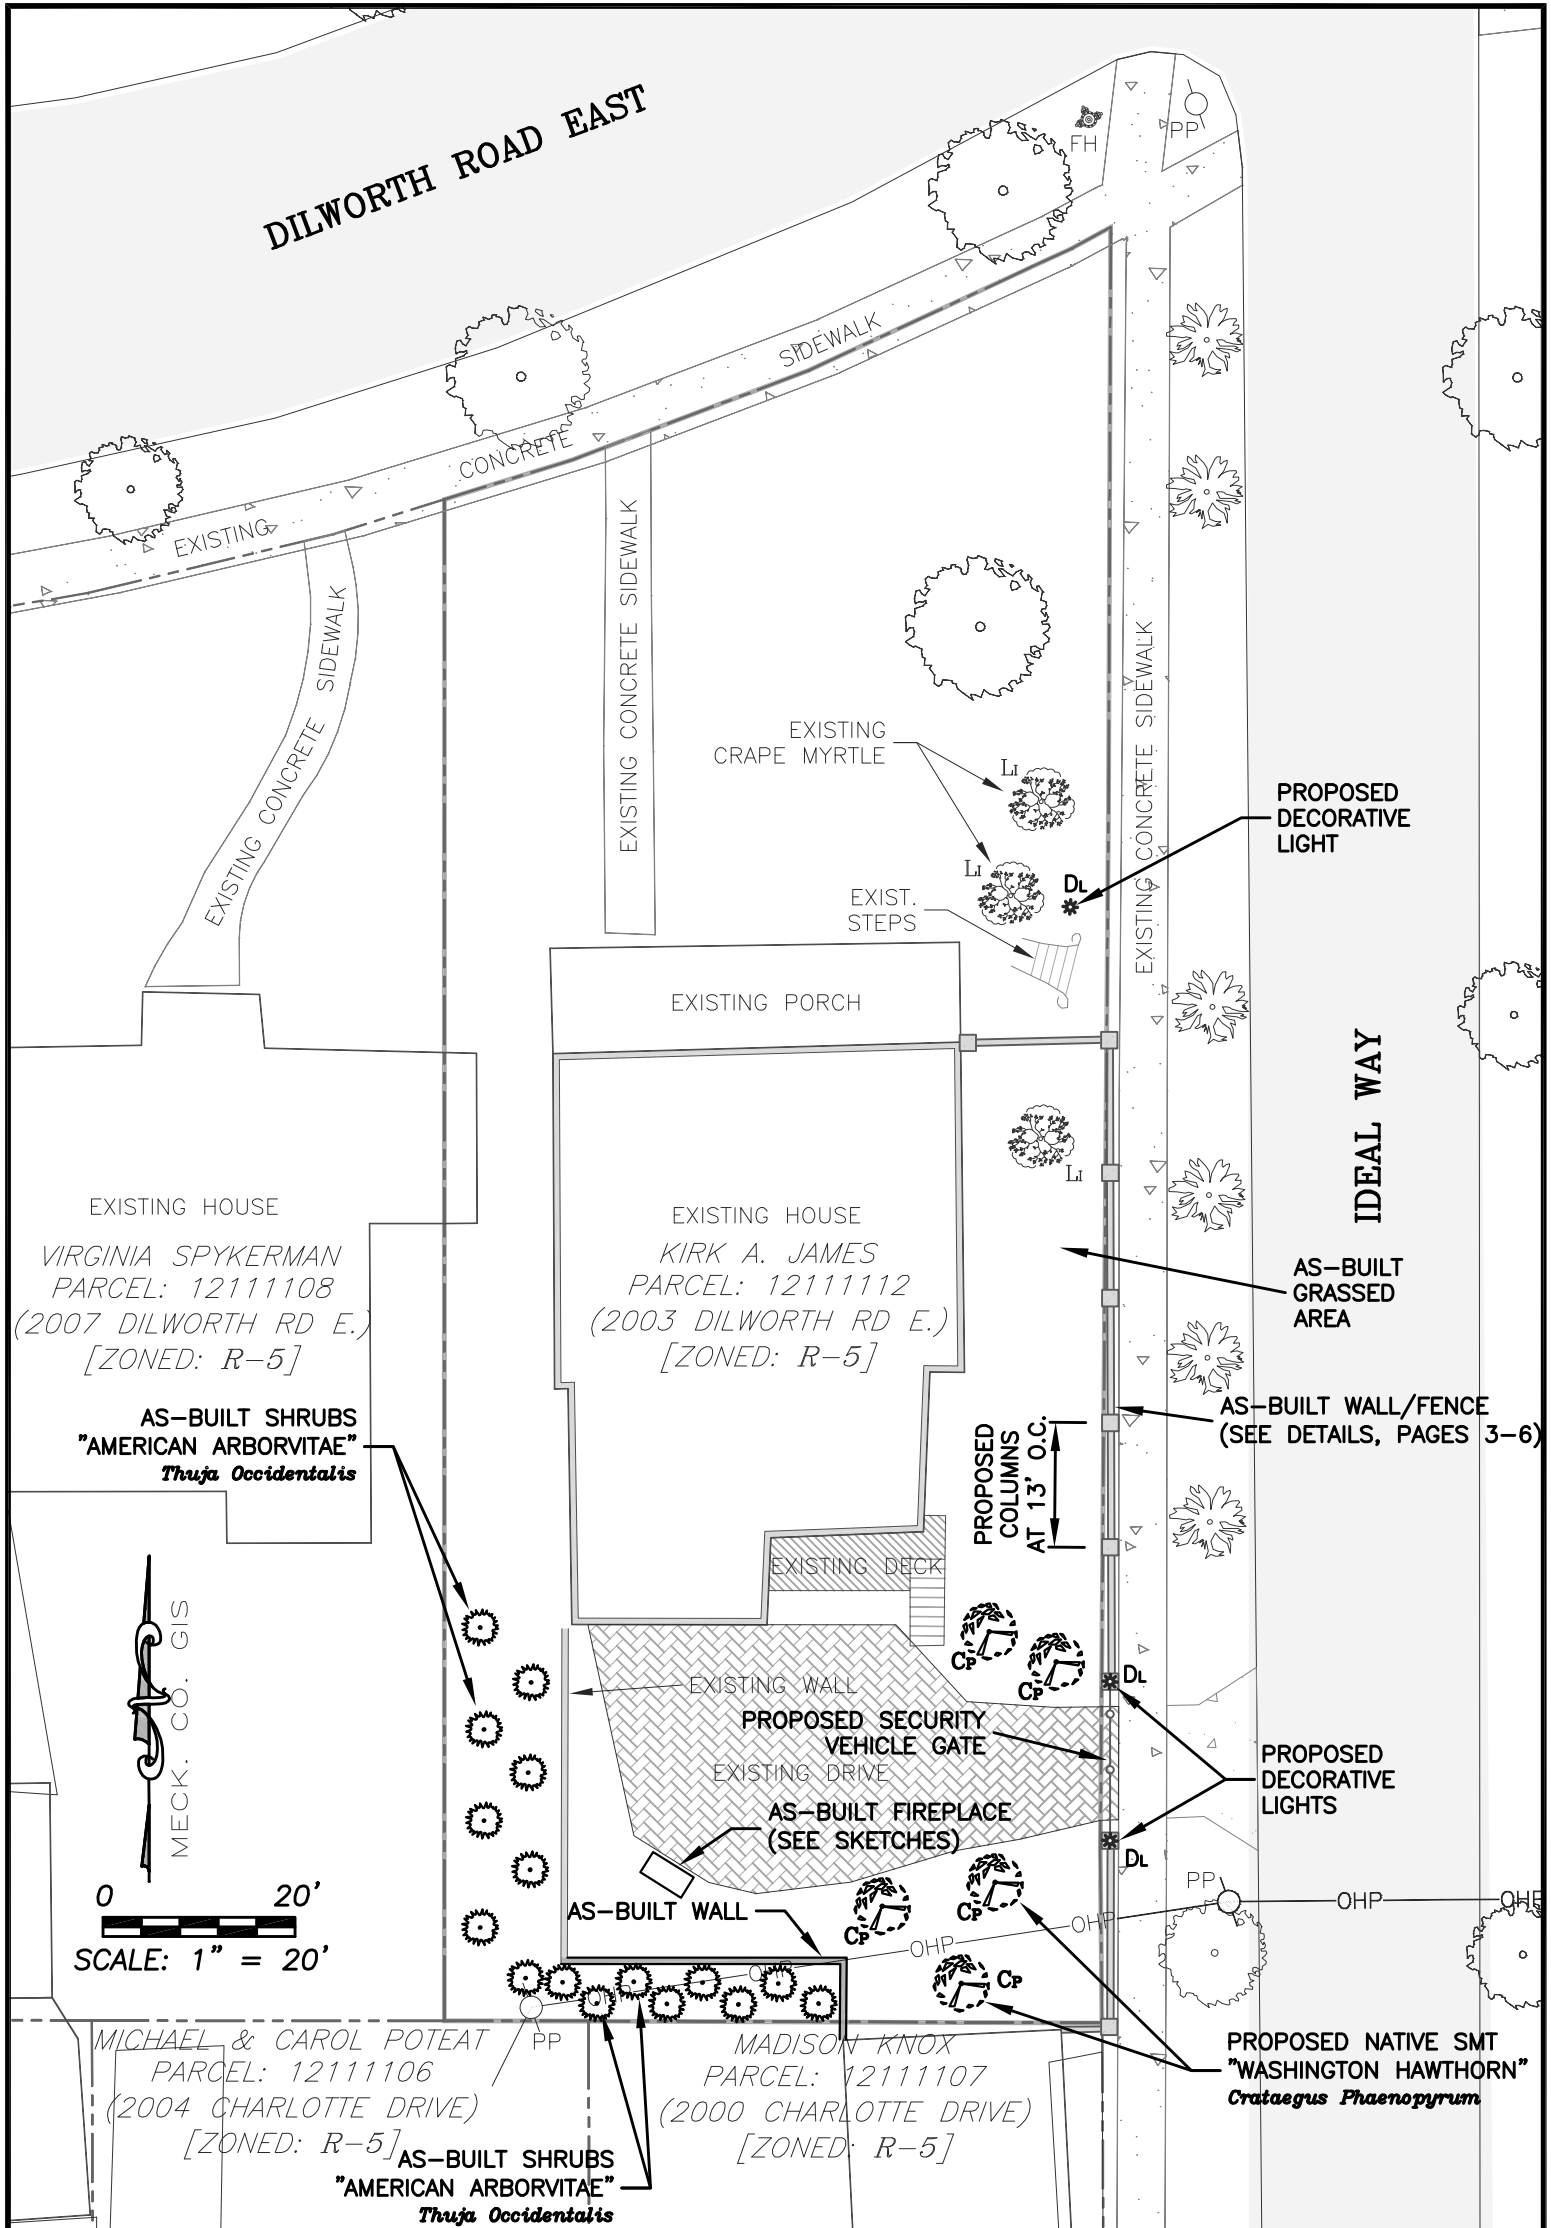 DILWORTH ROAD EAST
FH
PP
SIDEWALK
CONCRETE
EXISTING
EXISTING CONCRETE SIDEWALK
EXISTING CONCRETE SIDEWALK
EXISTING CONCRETE SIDEWALK
EXISTING
CRAPE MYRTLE
LI
LI
DL
PROPOSED
DECORATIVE
LIGHT
EXIST.
STEPS
EXISTING PORCH
IDEAL WAY
LI
EXISTING HOUSE
VIRGINIA SPYKERMAN
PARCEL: 12111108
(2007 DILWORTH RD E.)
[ZONED: R-5]
EXISTING HOUSE
KIRK A. JAMES
PARCEL: 12111112
(2003 DILWORTH RD E.)
[ZONED: R-5]
AS-BUILT
GRASSED
AREA
AS-BUILT WALL/FENCE
(SEE DETAILS, PAGES 3-6)
AS-BUILT SHRUBS
"AMERICAN ARBORVITAE"
Thuja Occidentalis
PROPOSED
COLUMNS
AT 13' O.C.
EXISTING DECK
MECK. CO. GIS
CP
CP
DL
EXISTING WALL
PROPOSED SECURITY
VEHICLE GATE
EXISTING DRIVE
PROPOSED
DECORATIVE
LIGHTS
AS-BUILT FIREPLACE
(SEE SKETCHES)
DL
PP
OHP
OHP
0 20'
SCALE: 1" = 20'
AS-BUILT WALL
CP
CP
OHP
OHP
OHP
OHP
CP
PP
MICHAEL & CAROL POTEAT
PARCEL: 12111106
(2004 CHARLOTTE DRIVE)
[ZONED: R-5]
MADISON KNOX
PARCEL: 12111107
(2000 CHARLOTTE DRIVE)
[ZONED: R-5]
PROPOSED NATIVE SMT
"WASHINGTON HAWTHORN"
Crataegus Phaenopyrum
AS-BUILT SHRUBS
"AMERICAN ARBORVITAE"
Thuja Occidentalis